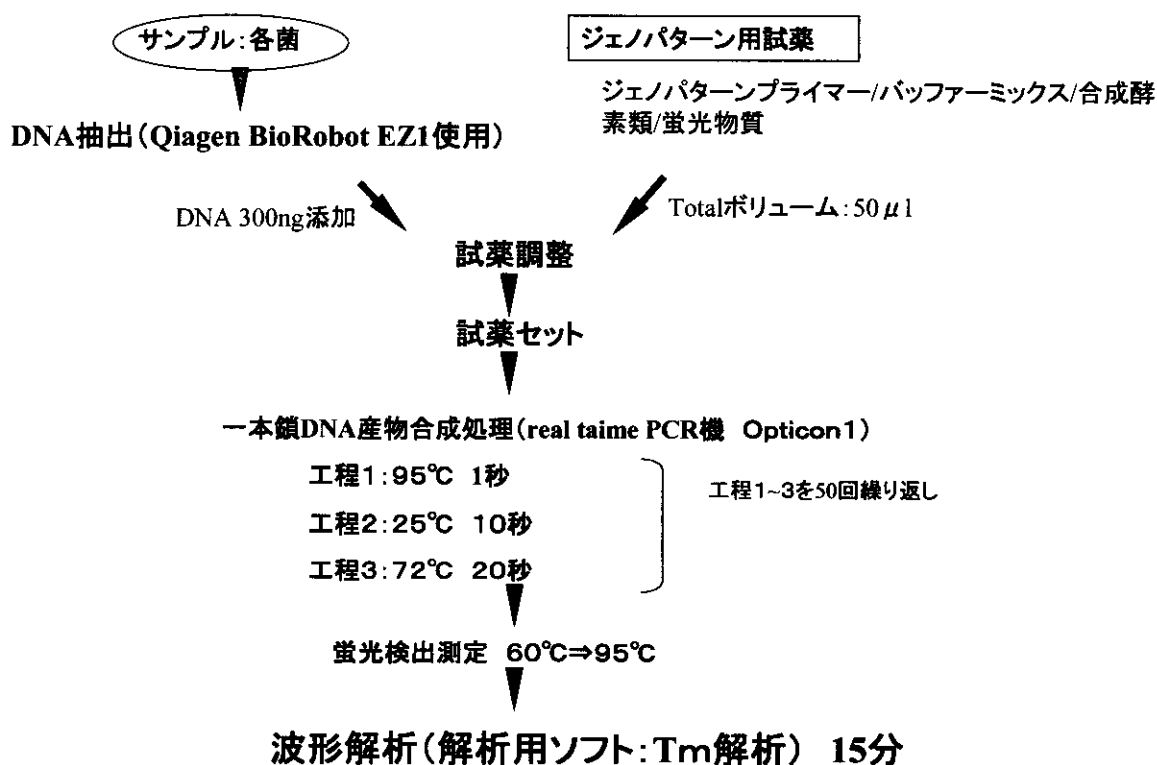 サンプル:各菌
ジェノパターン用試薬
ジェノパターンプライマー/バッファーミックス/合成酵
素類/蛍光物質
DNA抽出(Qiagen BioRobot EZ1使用)
DNA 300ng添加
Totalボリューム:50μl
試薬調整
試薬セット
一本鎖DNA産物合成処理(real taime PCR機 Opticon1)
工程1:95℃ 1秒
工程2:25℃ 10秒
工程3:72℃ 20秒
工程1~3を50回繰り返し
蛍光検出測定 60℃⇒95℃
波形解析(解析用ソフト:Tm解析) 15分